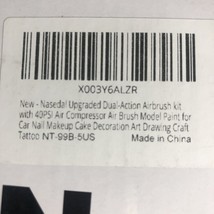 X003Y6ALZR
New - Nasedal Upgraded Dual-Action Airbrush kit
with 40PSI Air Compressor Air Brush Model Paint for
Car Nail Makeup Cake Decoration Art Drawing Craft
Tattoo NT-99B-5US Made in China